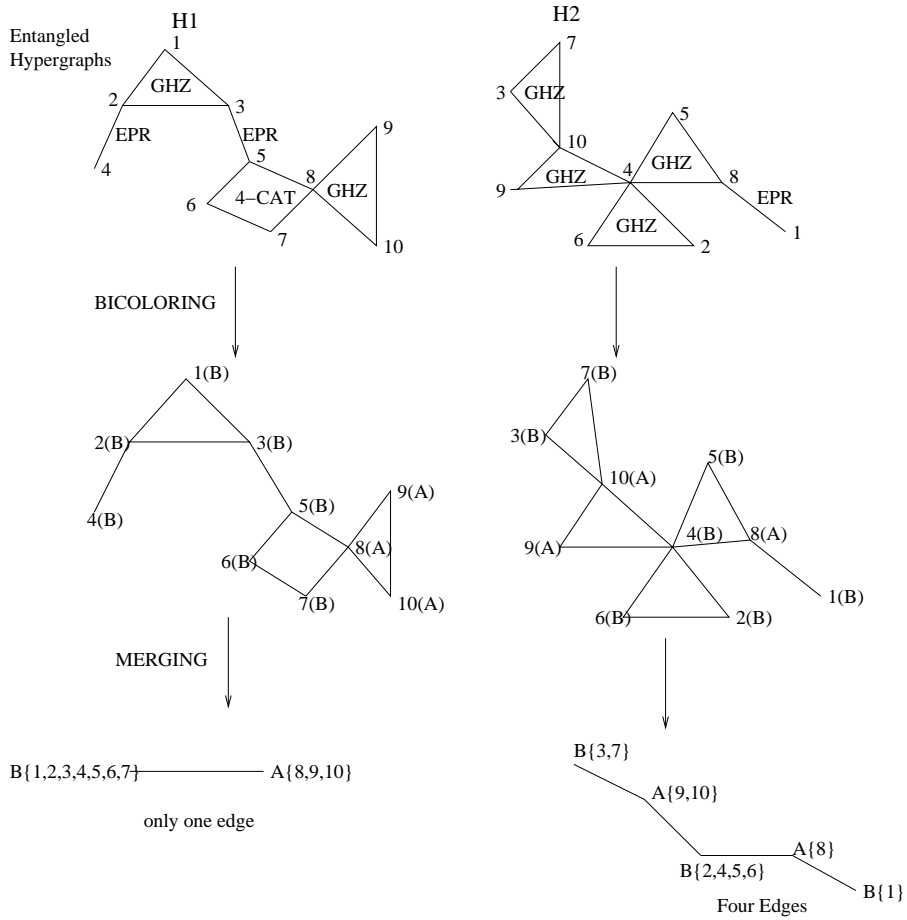 H1
H2
Entangled
Hypergraphs
1
2
GHZ
3
EPR
EPR
4
5
8
9
GHZ
4−CAT
6
7
10
7
3
GHZ
10
5
4
GHZ
8
9
GHZ
EPR
6
GHZ
2
1
BICOLORING
1(B)
2(B)
3(B)
4(B)
5(B)
9(A)
6(B)
8(A)
7(B)
10(A)
7(B)
3(B)
10(A)
5(B)
9(A)
4(B)
8(A)
6(B)
2(B)
1(B)
MERGING
B{1,2,3,4,5,6,7}
A{8,9,10}
only one edge
B{3,7}
A{9,10}
B{2,4,5,6}
A{8}
B{1}
Four Edges